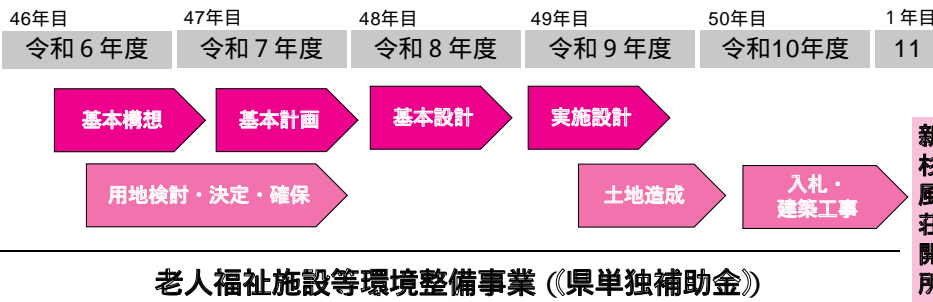 46年目 47年目 48年目 49年目 50年目 1年目
令和6年度 令和7年度 令和8年度 令和9年度 令和10年度 11
基本構想 基本計画 基本設計 実施設計
用地検討・決定・確保 土地造成 入札・
建築工事
新杉風荘開所
老人福祉施設等環境整備事業(《県単独補助金》)